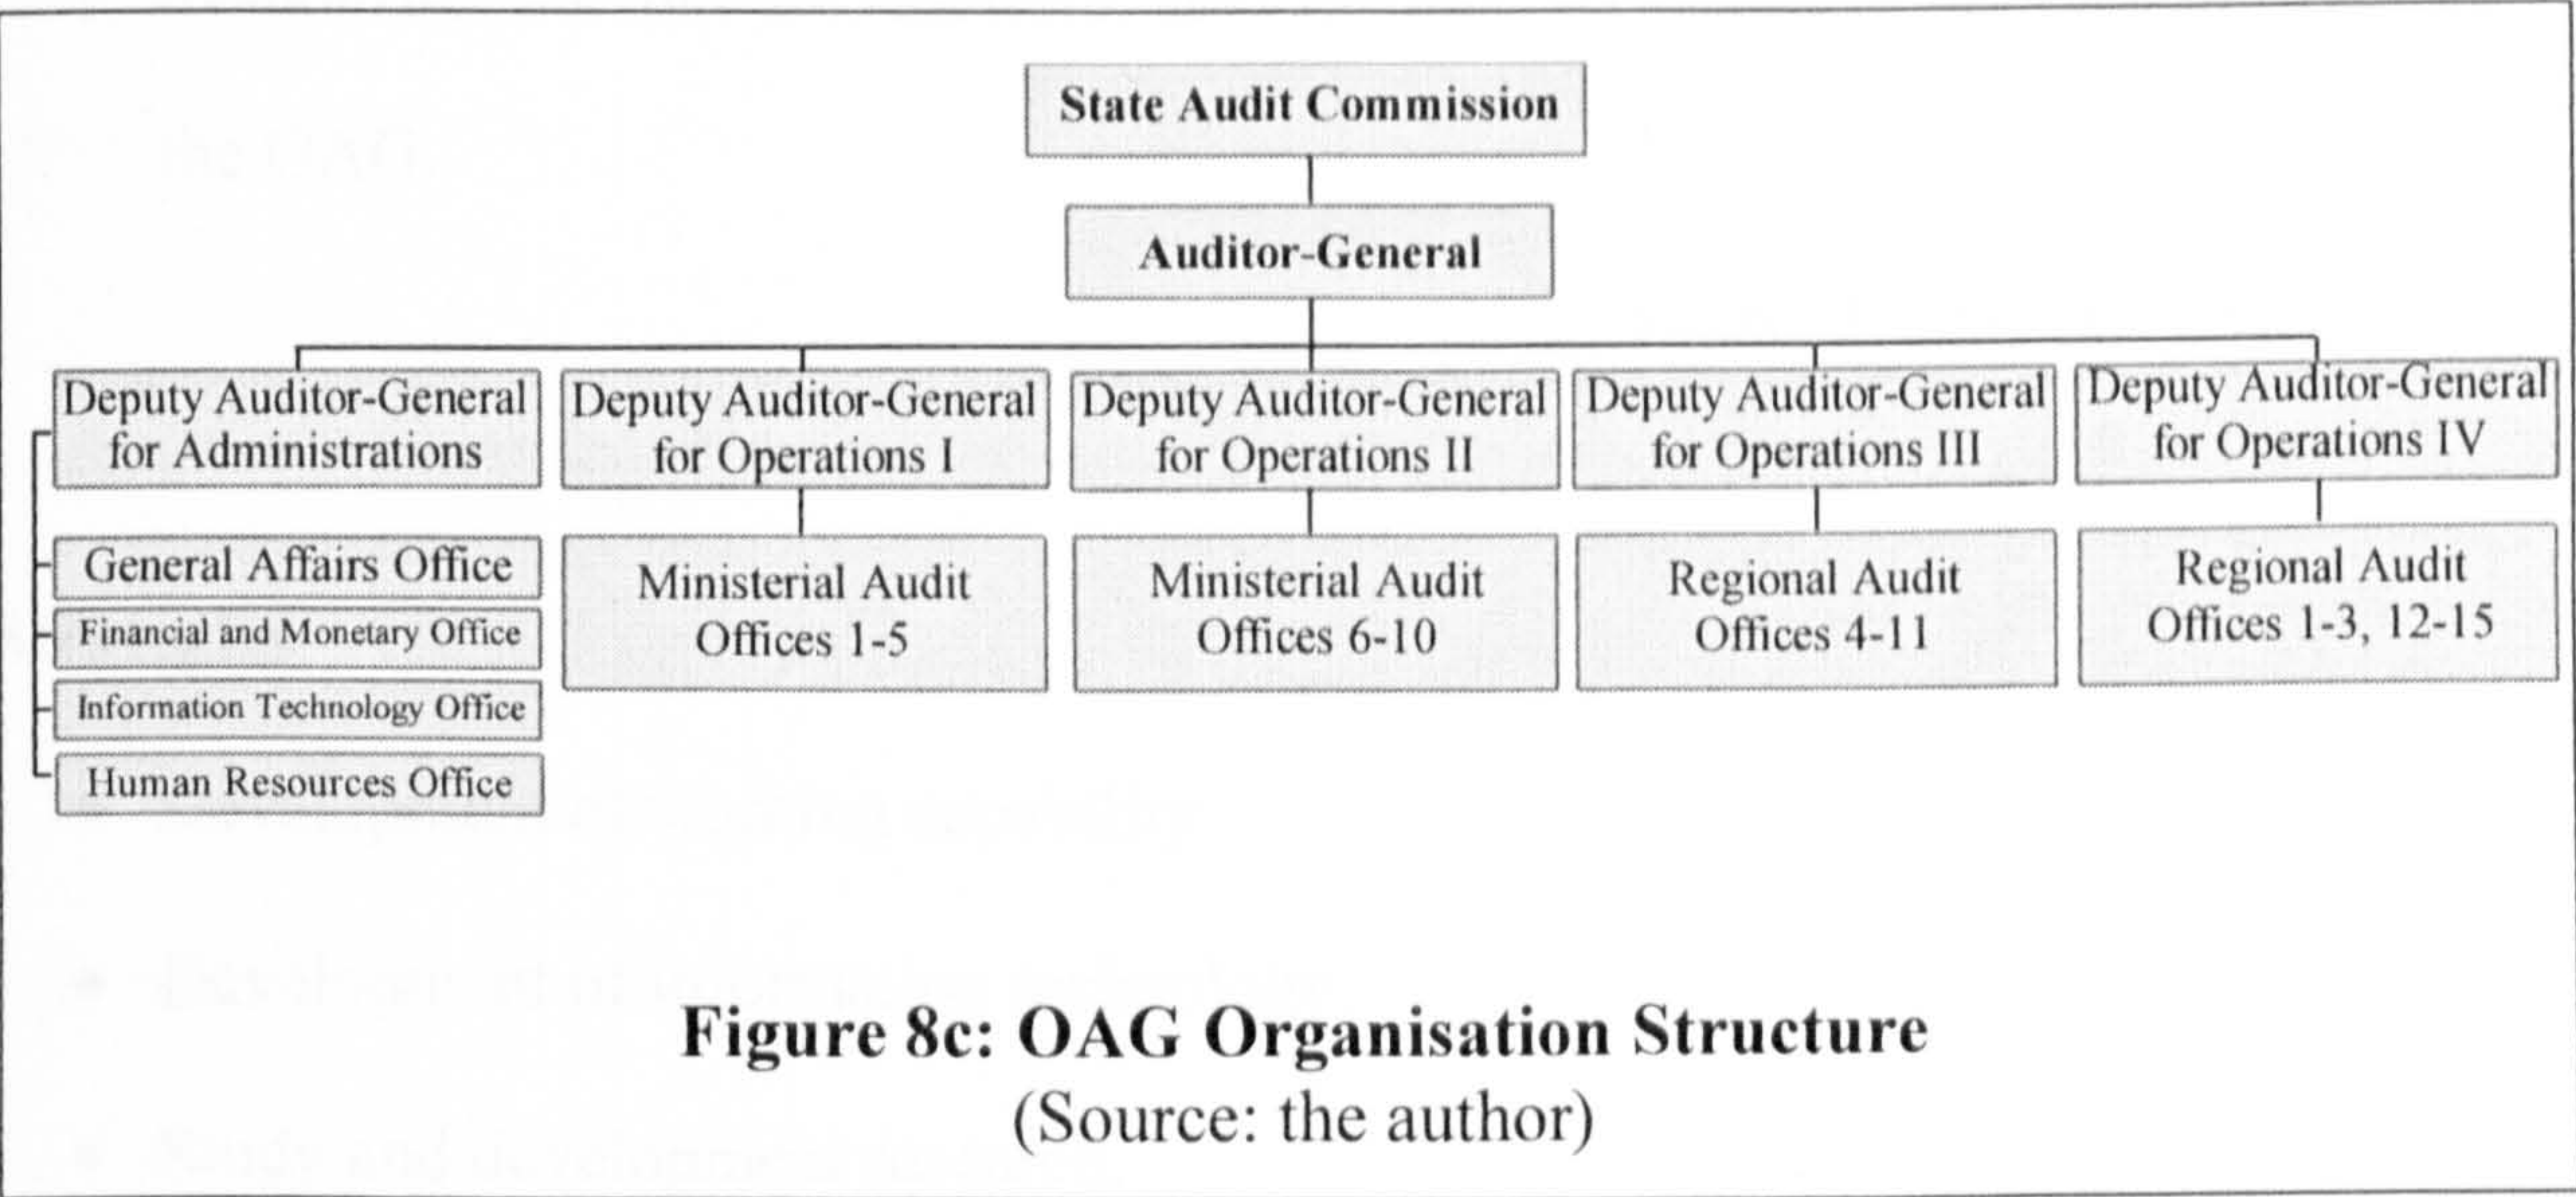 State Audit Commission
Auditor-General
Deputy Auditor-General
for Administrations
Deputy Auditor-General
for Operations I
Deputy Auditor-General
for Operations II
Deputy Auditor-General
for Operations III
Deputy Auditor-General
for Operations IV
General Affairs Office
Financial and Monetary Office
Information Technology Office
Human Resources Office
Ministerial Audit
Offices 1-5
Ministerial Audit
Offices 6-10
Regional Audit
Offices 4-11
Regional Audit
Offices 1-3, 12-15
Figure 8c: OAG Organisation Structure
(Source: the author)
the OAG